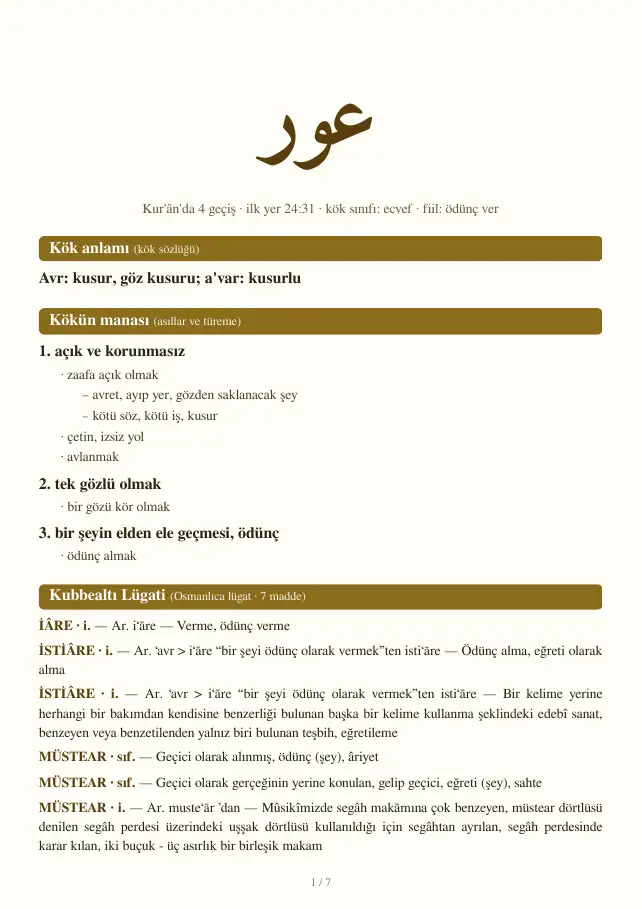 عور
Kur'ân'da 4 geçiş · ilk yer 24:31 · kök sınıfı: ecvef · fiil: ödünç ver
Kök anlamı (kök sözlüğü)
Avr: kusur, göz kusuru; a'var: kusurlu
Kökün manası (asıllar ve türeme)
1. açık ve korunmasız
· zaafa açık olmak
– avret, ayıp yer, gözden saklanacak şey
– kötü söz, kötü iş, kusur
· çetin, izsiz yol
· avlanmak
2. tek gözlü olmak
· bir gözü kör olmak
3. bir şeyin elden ele geçmesi, ödünç
· ödünç almak
Kubbealtı Lügati (Osmanlıca lügat · 7 madde)
İÂRE · i. — Ar. i‘āre — Verme, ödünç verme
İSTİÂRE · i. — Ar. ‘avr > i‘āre “bir şeyi ödünç olarak vermek”ten isti‘āre — Ödünç alma, eğreti olarak
alma
İSTİÂRE · i. — Ar. ‘avr > i‘āre “bir şeyi ödünç olarak vermek”ten isti‘āre — Bir kelime yerine
herhangi bir bakımdan kendisine benzerliği bulunan başka bir kelime kullanma şeklindeki edebî sanat,
benzeyen veya benzetilenden yalnız biri bulunan teşbih, eğretileme
MÜSTEAR · sıf. — Geçici olarak alınmış, ödünç (şey), âriyet
MÜSTEAR · sıf. — Geçici olarak gerçeğinin yerine konulan, gelip geçici, eğreti (şey), sahte
MÜSTEAR · i. — Ar. muste‘ār ’dan — Mûsikîmizde segâh makāmına çok benzeyen, müstear dörtlüsü
denilen segâh perdesi üzerindeki uşşak dörtlüsü kullanıldığı için segâhtan ayrılan, segâh perdesinde
karar kılan, iki buçuk - üç asırlık bir birleşik makam
1 / 7